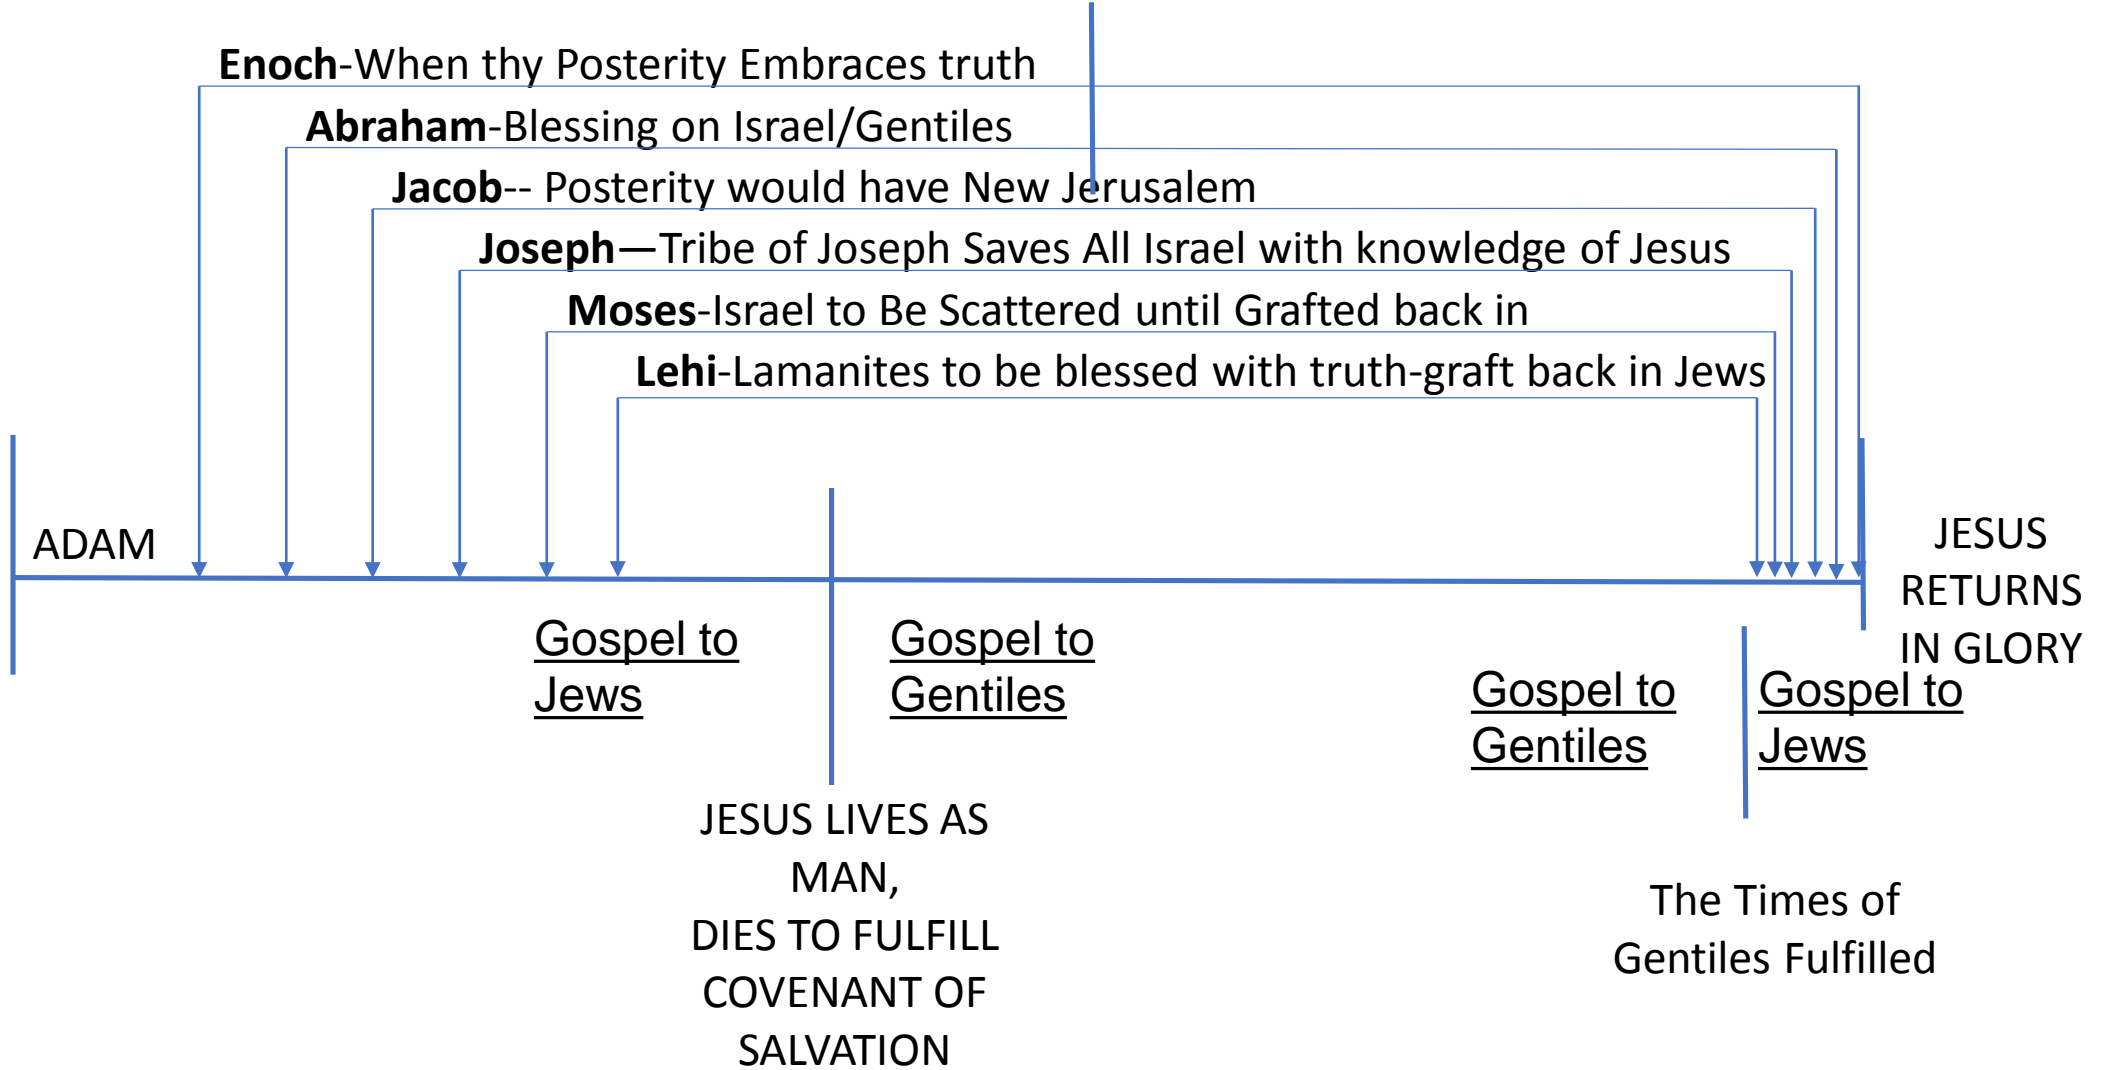 Enoch-When thy Posterity Embraces truth
Abraham-Blessing on Israel/Gentiles
Jacob-- Posterity would have New Jerusalem
Joseph—Tribe of Joseph Saves All Israel with knowledge of Jesus
Moses-Israel to Be Scattered until Grafted back in
Lehi-Lamanites to be blessed with truth-graft back in Jews
ADAM
JESUS
RETURNS
IN GLORY
Gospel to
Jews
Gospel to
Gentiles
Gospel to
Gentiles
Gospel to
Jews
JESUS LIVES AS
MAN,
DIES TO FULFILL
COVENANT OF
SALVATION
The Times of
Gentiles Fulfilled